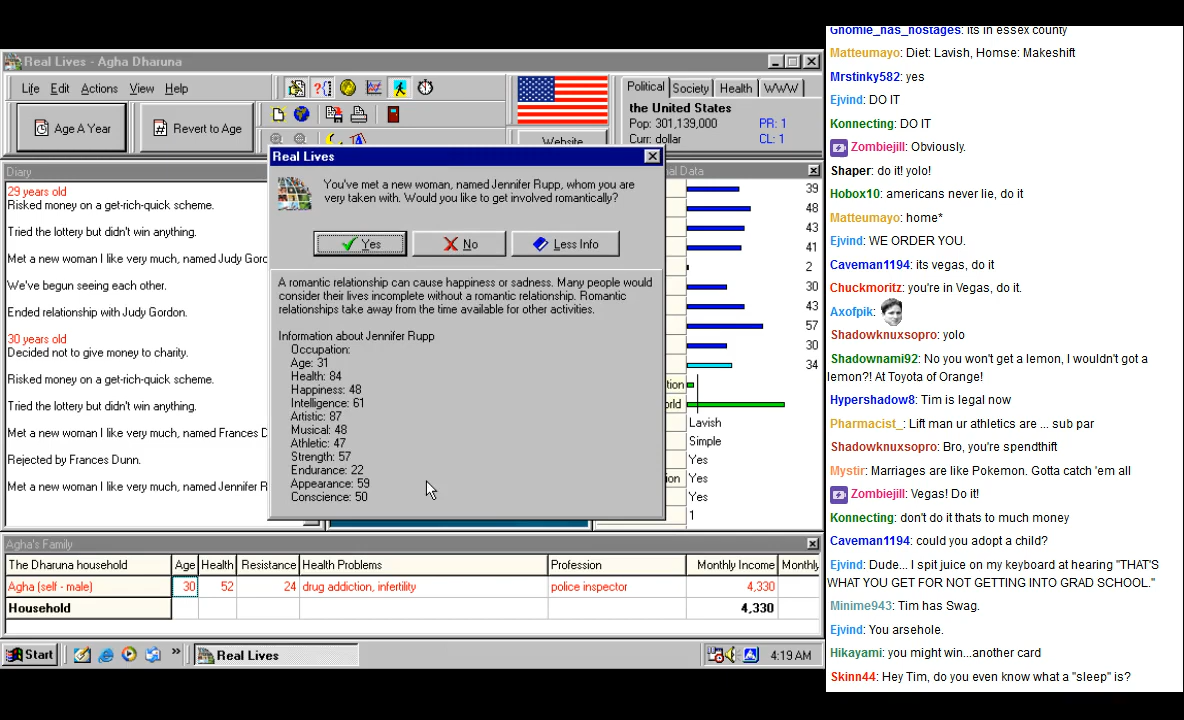 Real Lives - Agha Dharuna
Life Edit Actions View Help
Age A Year
Revert to Age
Website
Political Society Health WWW
the United States
Pop: 301,139,000 PR: 1
Curr: dollar CL: 1
Diary
29 years old
Risked money on a get-rich-quick scheme.
Tried the lottery but didn't win anything.
Met a new woman I like very much, named Judy Gor
We've begun seeing each other.
Ended relationship with Judy Gordon.
30 years old
Decided not to give money to charity.
Risked money on a get-rich-quick scheme.
Tried the lottery but didn't win anything.
Met a new woman I like very much, named Frances D
Rejected by Frances Dunn.
Met a new woman I like very much, named Jennifer R
Real Lives
You've met a new woman, named Jennifer Rupp, whom you are
very taken with. Would you like to get involved romantically?
Yes No Less Info
A romantic relationship can cause happiness or sadness. Many people would
consider their lives incomplete without a romantic relationship. Romantic
relationships take away from the time available for other activities.
Information about Jennifer Rupp
Occupation:
Age: 31
Health: 84
Happiness: 48
Intelligence: 61
Artistic: 87
Musical: 48
Athletic: 47
Strength: 57
Endurance: 22
Appearance: 59
Conscience: 50
al Data
39
48
43
41
2
30
43
57
30
34
tion
orld
Lavish
Simple
Yes
ion Yes
Yes
1
Agha's Family
The Dharuna household Age Health Resistance Health Problems Profession Monthly Income Monthly
Agha (self - male) 30 52 24 drug addiction, infertility police inspector 4,330
Household 4,330
Start Real Lives 4:19 AM
Gnomie_has_hostages: its in essex county
Matteumayo: Diet: Lavish, Homse: Makeshift
Mrstinky582: yes
Ejvind: DO IT
Konnecting: DO IT
Zombiejill: Obviously.
Shaper: do it! yolo!
Hobox10: americans never lie, do it
Matteumayo: home*
Ejvind: WE ORDER YOU.
Caveman1194: its vegas, do it
Chuckmoritz: you're in Vegas, do it.
Axofpik:
Shadowknuxsopro: yolo
Shadownami92: No you won't get a lemon, I wouldn't got a
lemon?! At Toyota of Orange!
Hypershadow8: Tim is legal now
Pharmacist_: Lift man ur athletics are ... sub par
Shadowknuxsopro: Bro, you're spendthift
Mystir: Marriages are like Pokemon. Gotta catch 'em all
Zombiejill: Vegas! Do it!
Konnecting: don't do it thats to much money
Caveman1194: could you adopt a child?
Ejvind: Dude... I spit juice on my keyboard at hearing "THAT'S
WHAT YOU GET FOR NOT GETTING INTO GRAD SCHOOL."
Minime943: Tim has Swag.
Ejvind: You arsehole.
Hikayami: you might win...another card
Skinn44: Hey Tim, do you even know what a "sleep" is?